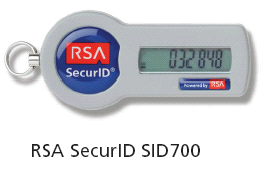 RSA
SecurID®
032848
Powered by RSA
RSA SecurID SID700